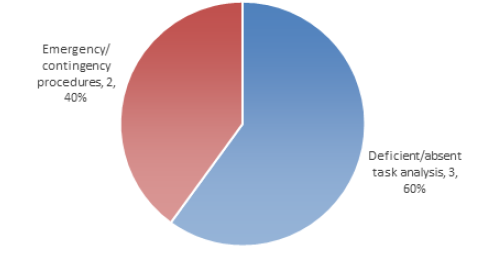 Emergency/
contingency
procedures, 2,
40%
Deficient/absent
task analysis, 3,
60%